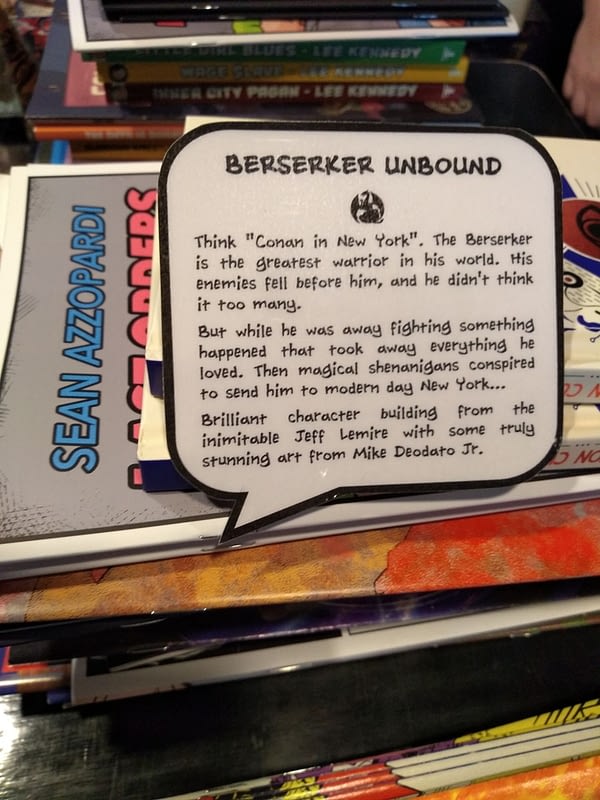 LITTLE GIRL BLUES - LEE KENNEDY
WAGE SLAVE - LEE KENNEDY
INNER CITY PAGAN - LEE KENNEDY
BERSERKER UNBOUND
Think "Conan in New York". The Berserker
is the greatest warrior in his world. His
enemies fell before him, and he didn't think
it too many.
But while he was away fighting something
happened that took away everything he
loved. Then magical shenanigans conspired
to send him to modern day New York...
Brilliant character building from the
inimitable Jeff Lemire with some truly
stunning art from Mike Deodato Jr.
SEAN AZZOPARDI